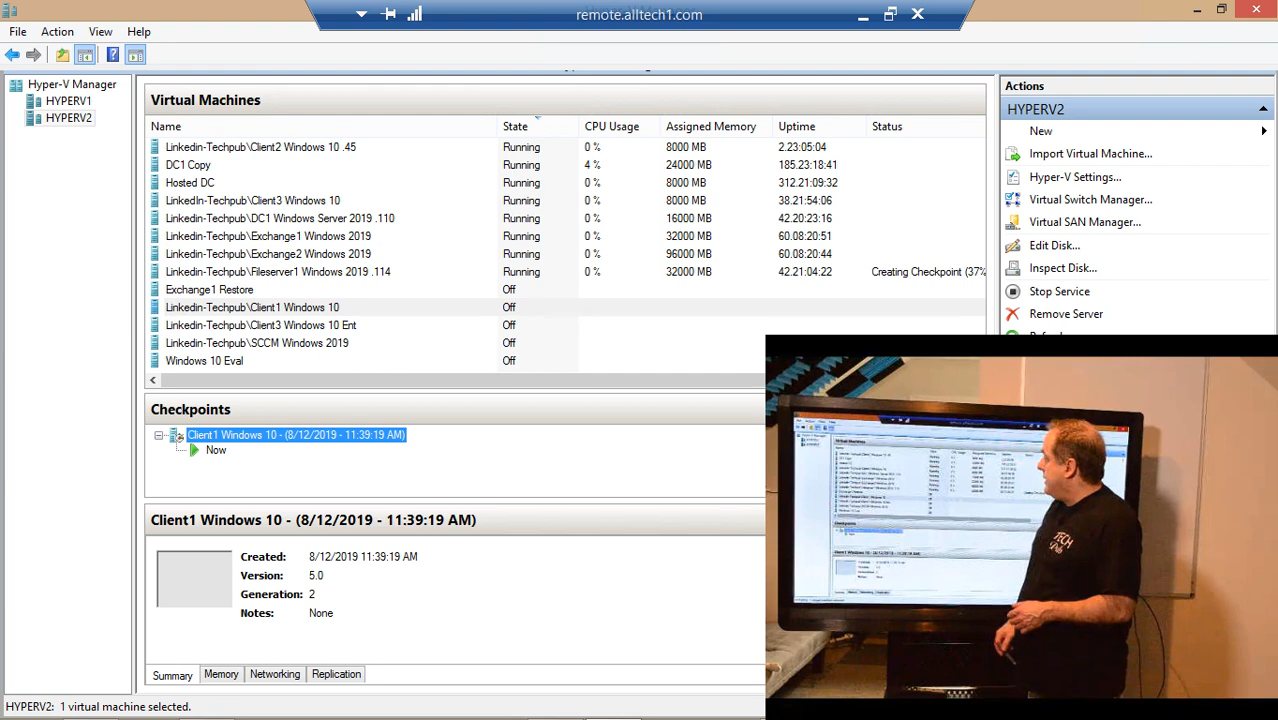 remote.alltech1.com
File Action View Help
Hyper-V Manager
HYPERV1
HYPERV2
Virtual Machines
Name State CPU Usage Assigned Memory Uptime Status
Linkedin-Techpub\Client2 Windows 10 .45 Running 0 % 8000 MB 2.23:05:04
DC1 Copy Running 4 % 24000 MB 185.23:18:41
Hosted DC Running 0 % 8000 MB 312.21:09:32
LinkedIn-Techpub\Client3 Windows 10 Running 0 % 8000 MB 38.21:54:06
Linkedin-Techpub\DC1 Windows Server 2019 .110 Running 0 % 16000 MB 42.20:23:16
Linkedin-Techpub\Exchange1 Windows 2019 Running 0 % 32000 MB 60.08:20:51
Linkedin-Techpub\Exchange2 Windows 2019 Running 0 % 96000 MB 60.08:20:44
Linkedin-Techpub\Fileserver1 Windows 2019 .114 Running 0 % 32000 MB 42.21:04:22 Creating Checkpoint (37%
Exchange1 Restore Off
Linkedin-Techpub\Client1 Windows 10 Off
Linkedin-Techpub\Client3 Windows 10 Ent Off
Linkedin-Techpub\SCCM Windows 2019 Off
Windows 10 Eval Off
Checkpoints
Client1 Windows 10 - (8/12/2019 - 11:39:19 AM)
Now
Client1 Windows 10 - (8/12/2019 - 11:39:19 AM)
Created: 8/12/2019 11:39:19 AM
Version: 5.0
Generation: 2
Notes: None
Summary Memory Networking Replication
HYPERV2: 1 virtual machine selected.
Actions
HYPERV2
New
Import Virtual Machine...
Hyper-V Settings...
Virtual Switch Manager...
Virtual SAN Manager...
Edit Disk...
Inspect Disk...
Stop Service
Remove Server
TECH